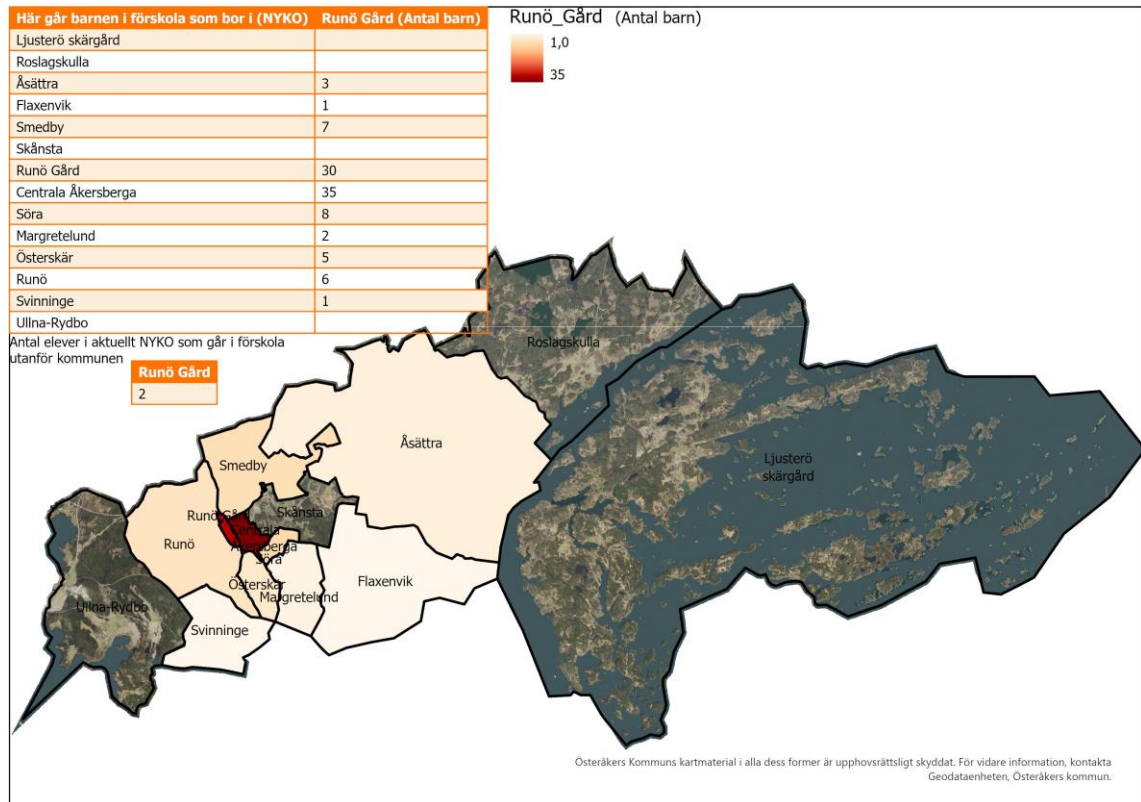 Här går barnen i förskola som bor i (NYKO) Runö Gård (Antal barn)
Ljusterö skärgård
Roslagskulla
Åsättra 3
Flaxenvik 1
Smedby 7
Skånsta
Runö Gård 30
Centrala Åkersberga 35
Söra 8
Margretelund 2
Österskär 5
Runö 6
Svinninge 1
Ullna-Rydbo
Antal elever i aktuellt NYKO som går i förskola
utanför kommunen
Runö Gård
2
Runö_Gård (Antal barn)
1,0
35
Roslagskulla
Åsättra
Ljusterö
skärgård
Smedby
Skånsta
Runö Gård
Centrala
Åkersberga
Söra
Runö
Österskär
Margretelund
Flaxenvik
Ullna-Rydbo
Svinninge
Österåkers Kommuns kartmaterial i alla dess former är upphovsrättsligt skyddat. För vidare information, kontakta
Geodataenheten, Österåkers kommun.